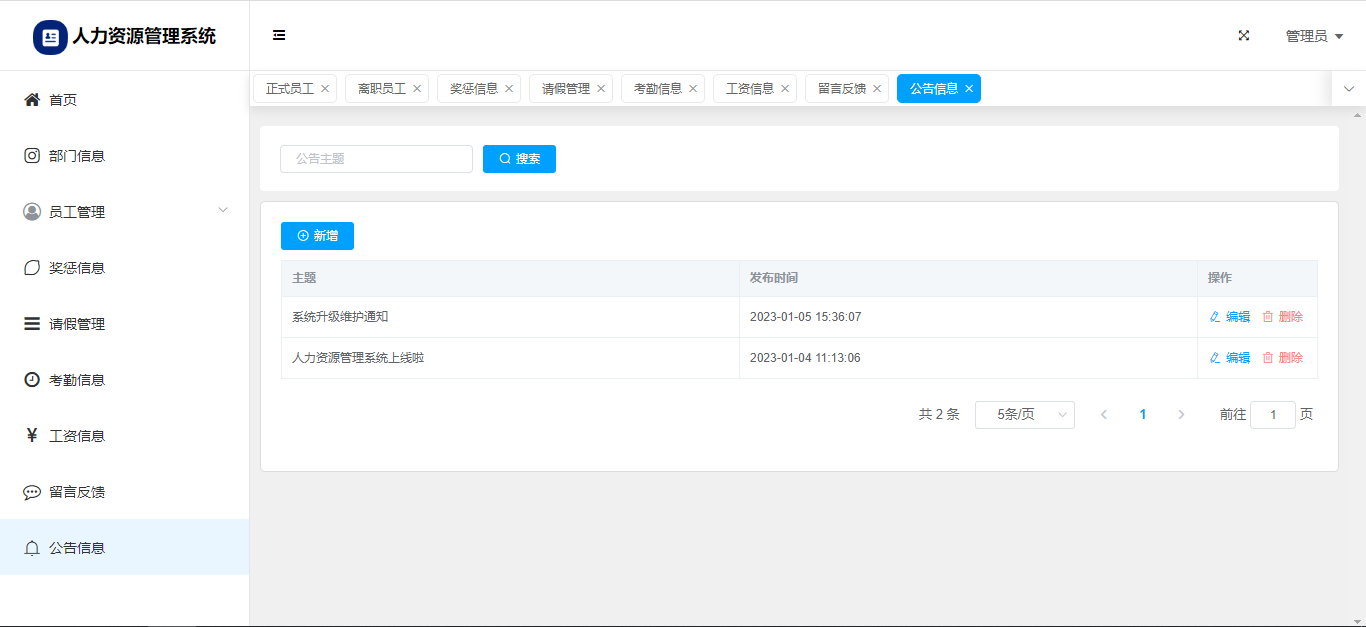 人力资源管理系统
管理员
首页
部门信息
员工管理
奖惩信息
请假管理
考勤信息
¥ 工资信息
留言反馈
公告信息
正式员工 × 离职员工 × 奖惩信息 × 请假管理 × 考勤信息 × 工资信息 × 留言反馈 × 公告信息 ×
公告主题 搜索
新增
主题 发布时间 操作
系统升级维护通知 2023-01-05 15:36:07 编辑 删除
人力资源管理系统上线啦 2023-01-04 11:13:06 编辑 删除
共 2 条 5条/页 < 1 > 前往 1 页